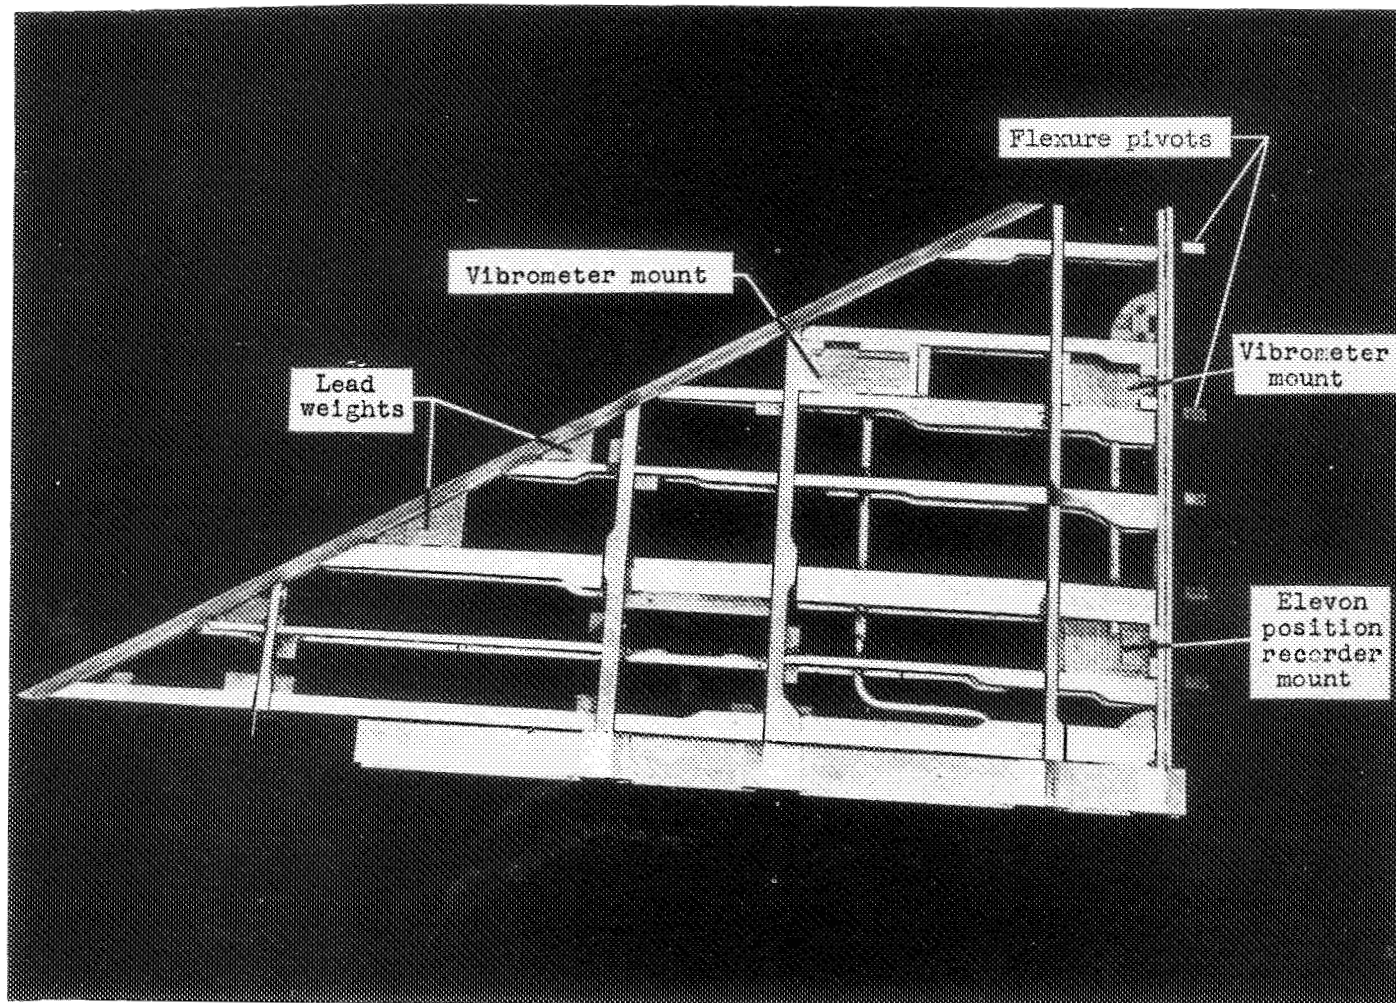 Flexure pivots
Vibrometer mount
Vibrometer
mount
Lead
weights
Elevon
position
recorder
mount